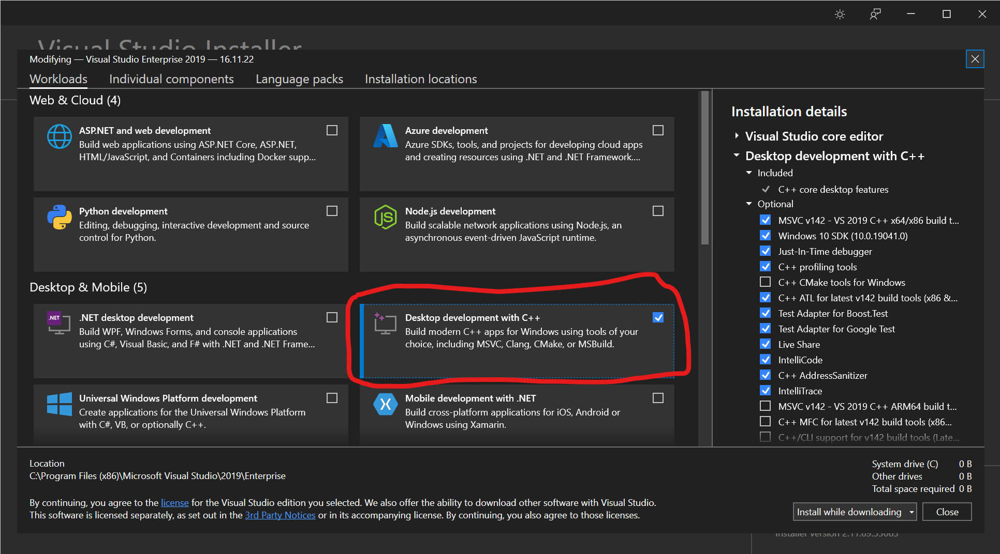 Visual Studio Installer
Modifying — Visual Studio Enterprise 2019 — 16.11.22
Workloads
Individual components
Language packs
Installation locations
Web & Cloud (4)
ASP.NET and web development
Build web applications using ASP.NET Core, ASP.NET,
HTML/JavaScript, and Containers including Docker supp...
Azure development
Azure SDKs, tools, and projects for developing cloud apps
and creating resources using .NET and .NET Framework....
Python development
Editing, debugging, interactive development and source
control for Python.
JS
Node.js development
Build scalable network applications using Node.js, an
asynchronous event-driven JavaScript runtime.
Desktop & Mobile (5)
.NET
.NET desktop development
Build WPF, Windows Forms, and console applications
using C#, Visual Basic, and F# with .NET and .NET Frame...
Desktop development with C++
Build modern C++ apps for Windows using tools of your
choice, including MSVC, Clang, CMake, or MSBuild.
Universal Windows Platform development
Create applications for the Universal Windows Platform
with C#, VB, or optionally C++.
Mobile development with .NET
Build cross-platform applications for iOS, Android or
Windows using Xamarin.
Installation details
Visual Studio core editor
Desktop development with C++
Included
C++ core desktop features
Optional
MSVC v142 - VS 2019 C++ x64/x86 build t...
Windows 10 SDK (10.0.19041.0)
Just-In-Time debugger
C++ profiling tools
C++ CMake tools for Windows
C++ ATL for latest v142 build tools (x86 &...
Test Adapter for Boost.Test
Test Adapter for Google Test
Live Share
IntelliCode
C++ AddressSanitizer
IntelliTrace
MSVC v142 - VS 2019 C++ ARM64 build t...
C++ MFC for latest v142 build tools (x86...
C++/CLI support for v142 build tools (Late...
Location
C:\Program Files (x86)\Microsoft Visual Studio\2019\Enterprise
By continuing, you agree to the license for the Visual Studio edition you selected. We also offer the ability to download other software with Visual Studio.
This software is licensed separately, as set out in the 3rd Party Notices or in its accompanying license. By continuing, you also agree to those licenses.
System drive (C) 0 B
Other drives 0 B
Total space required 0 B
Install while downloading
Close
Installer version